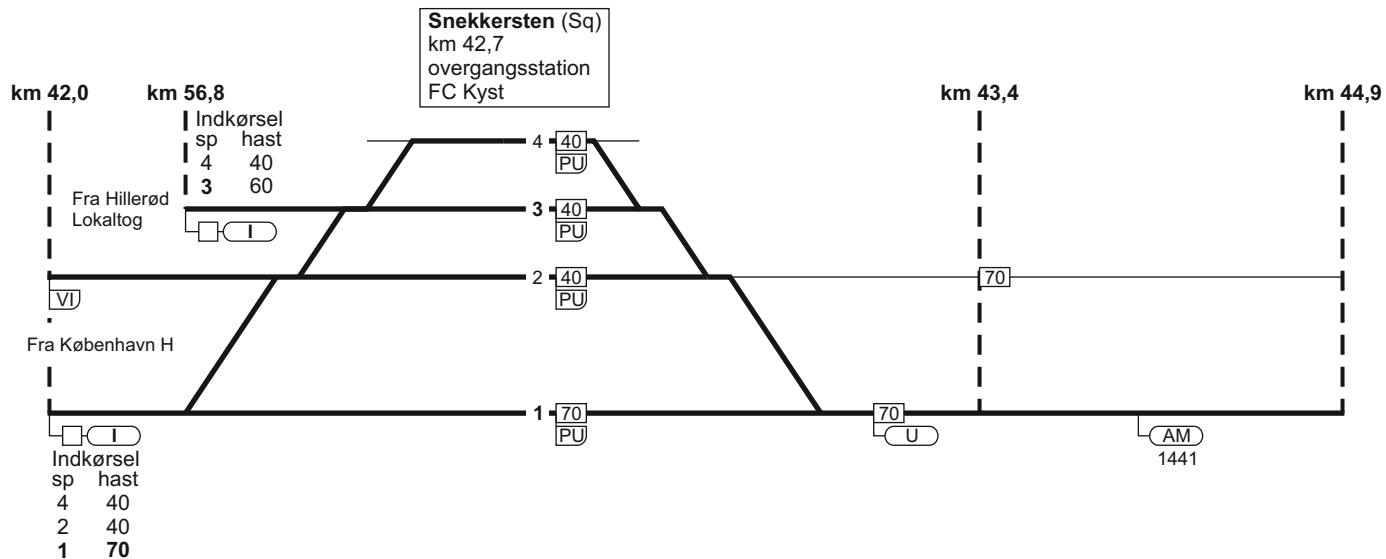 Snekkersten (Sq)
km 42,7
overgangsstation
FC Kyst
km 42,0
km 56,8
km 43,4
km 44,9
Indkørsel
sp hast
4 40
3 60
Fra Hillerød
Lokaltog
I
4 40
PU
3 40
PU
2 40
PU
70
VI
Fra København H
1 70
PU
70
U
AM
1441
I
Indkørsel
sp hast
4 40
2 40
1 70